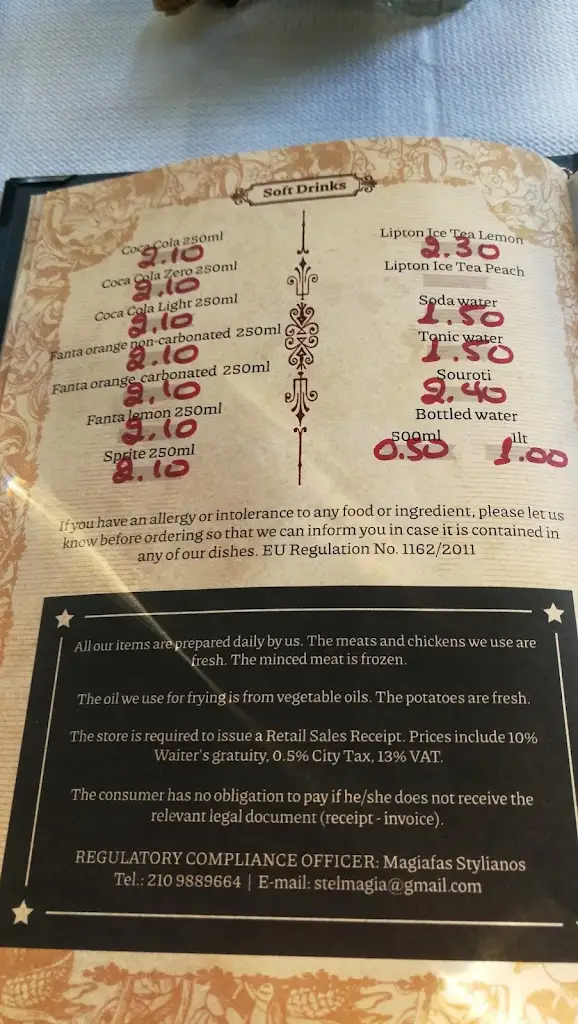 Soft Drinks
Coca Cola 250ml
2.10
Coca Cola Zero 250ml
2.10
Coca Cola Light 250ml
2.10
Fanta orange non-carbonated 250ml
2.10
Fanta orange carbonated 250ml
2.10
Fanta lemon 250ml
2.10
Sprite 250ml
2.10
Lipton Ice Tea Lemon
2.30
Lipton Ice Tea Peach
Soda water
1.50
Tonic water
1.50
Souroti
2.40
Bottled water
500ml 1lt
0.50 1.00
If you have an allergy or intolerance to any food or ingredient, please let us
know before ordering so that we can inform you in case it is contained in
any of our dishes. EU Regulation No. 1162/2011
All our items are prepared daily by us. The meats and chickens we use are
fresh. The minced meat is frozen.
The oil we use for frying is from vegetable oils. The potatoes are fresh.
The store is required to issue a Retail Sales Receipt. Prices include 10%
Waiter's gratuity, 0.5% City Tax, 13% VAT.
The consumer has no obligation to pay if he/she does not receive the
relevant legal document (receipt - invoice).
REGULATORY COMPLIANCE OFFICER: Magiafas Stylianos
Tel.: 210 9889664 | E-mail: stelmagia@gmail.com